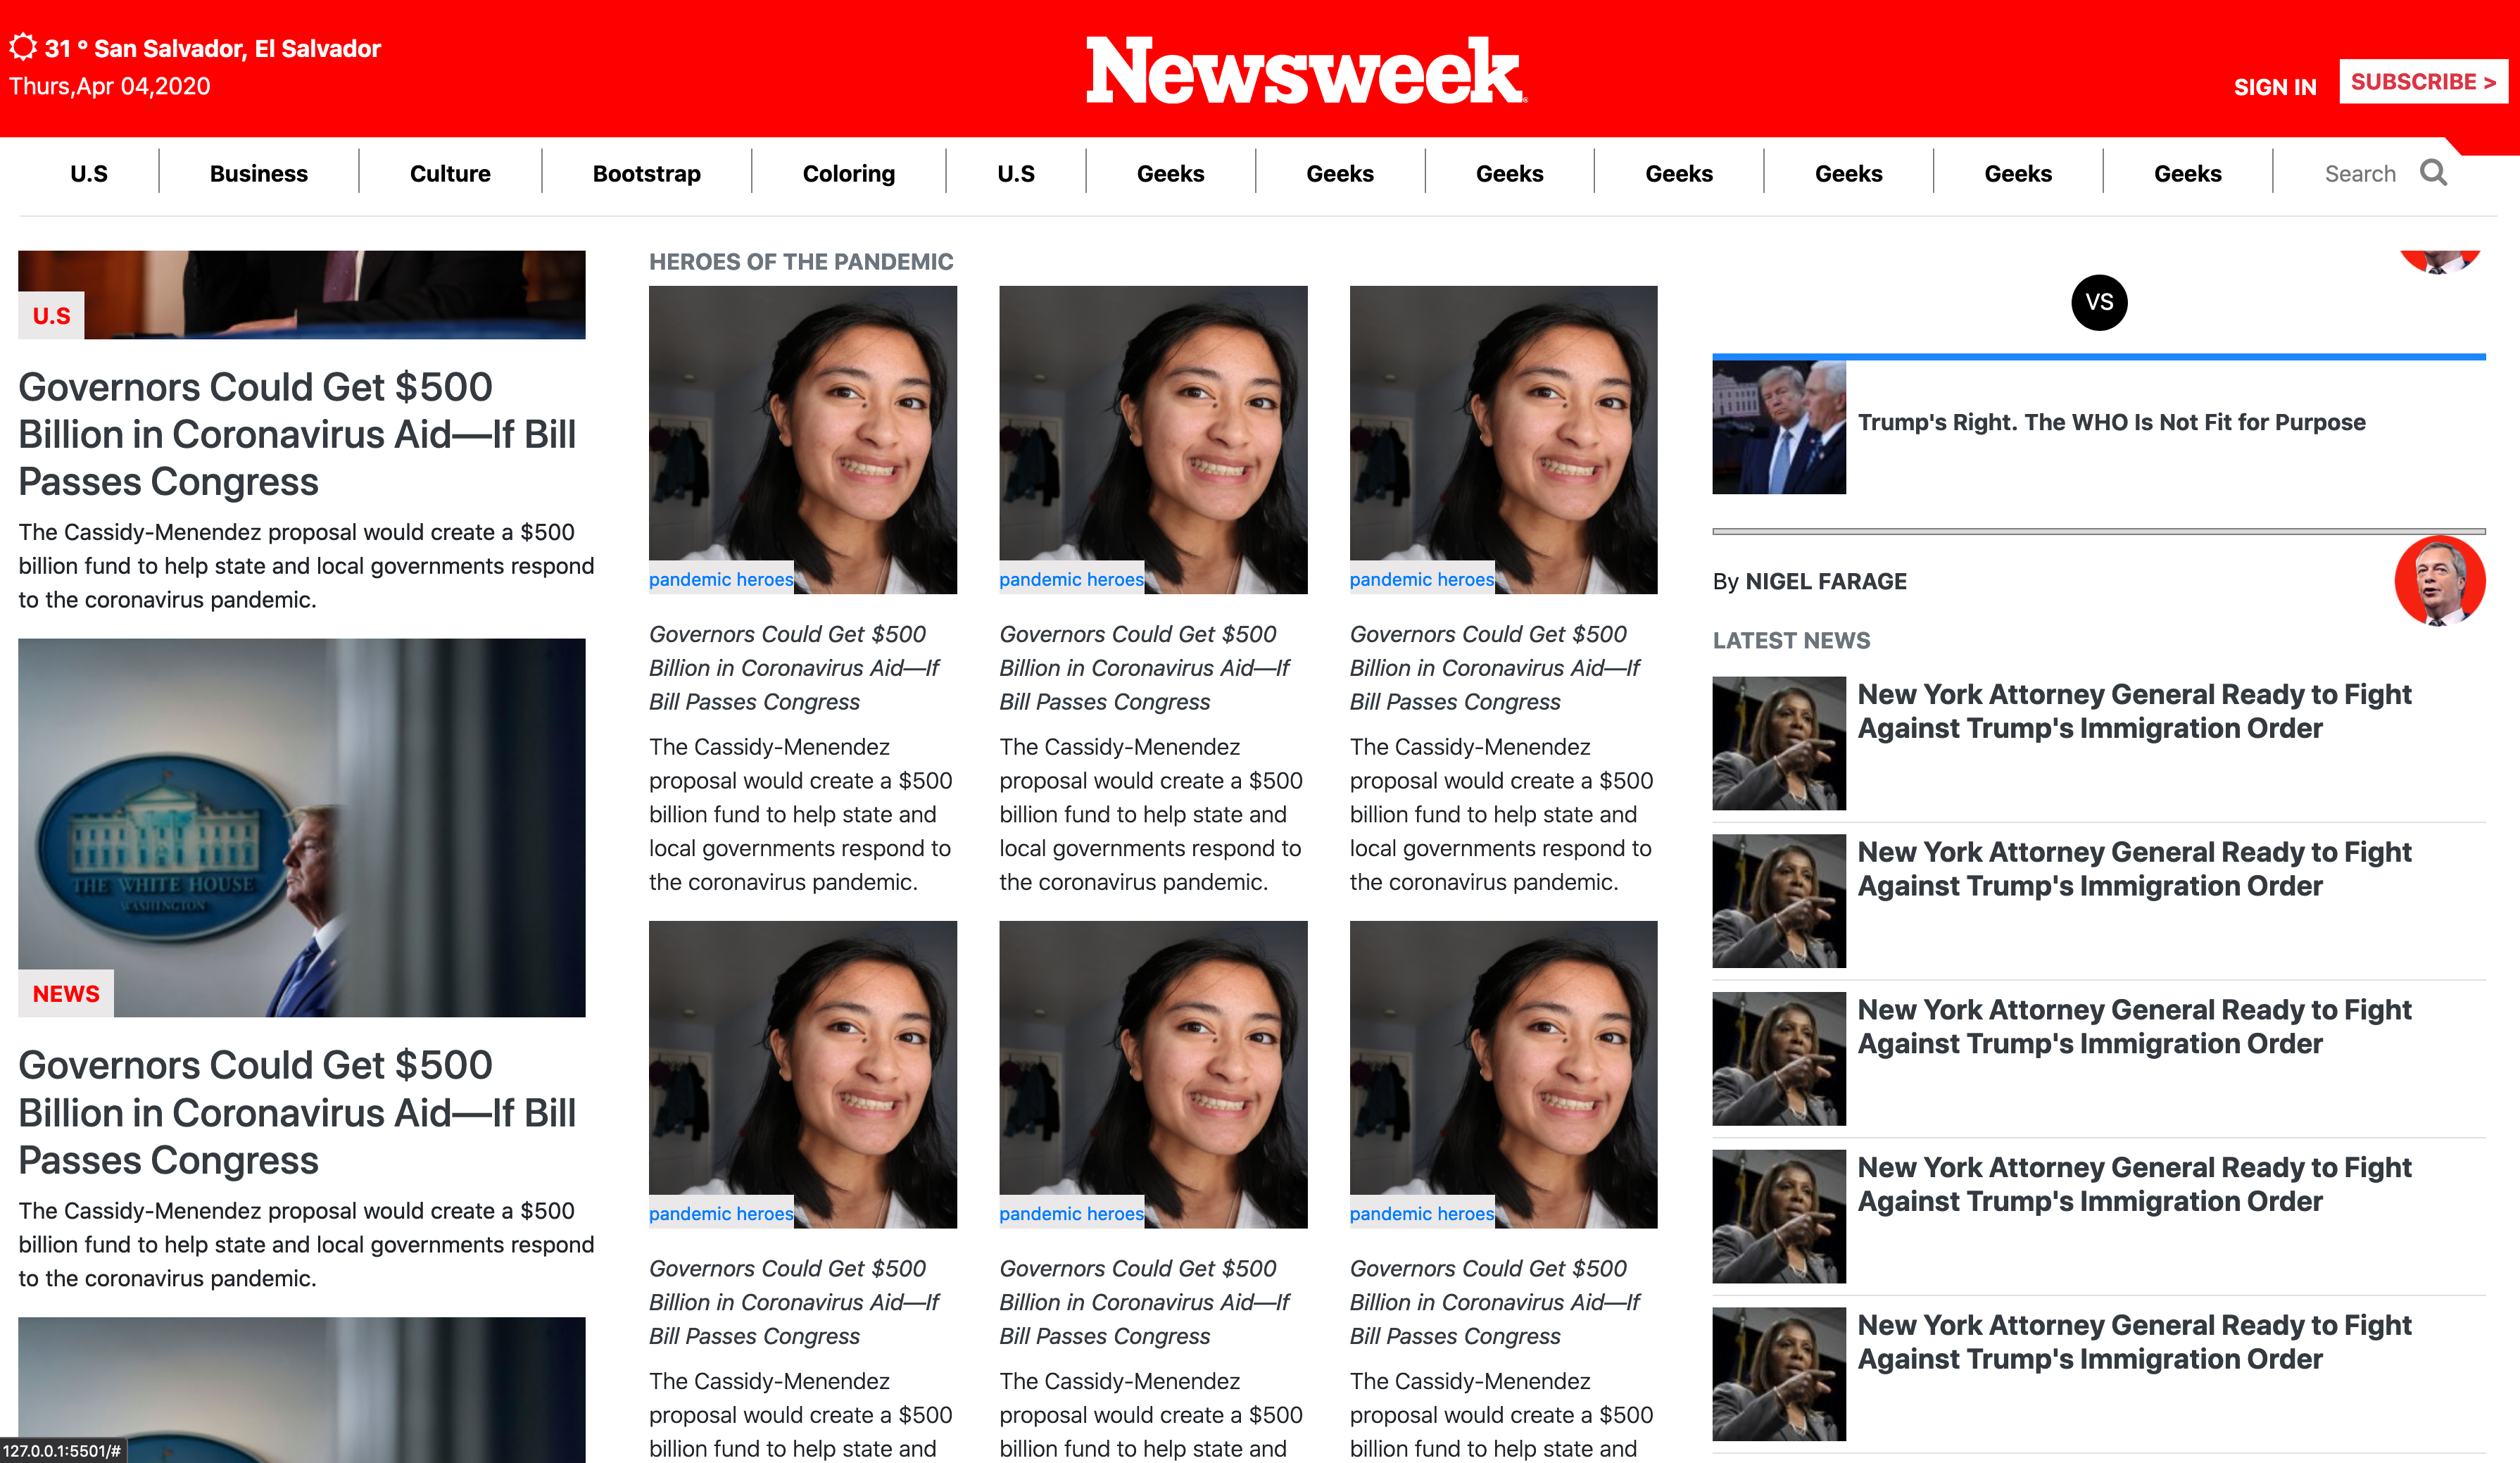 31 ° San Salvador, El Salvador
Thurs,Apr 04,2020
Newsweek
SIGN IN
SUBSCRIBE >
U.S
Business
Culture
Bootstrap
Coloring
U.S
Geeks
Geeks
Geeks
Geeks
Geeks
Geeks
Geeks
Search
U.S
Governors Could Get $500
Billion in Coronavirus Aid—If Bill
Passes Congress
The Cassidy-Menendez proposal would create a $500
billion fund to help state and local governments respond
to the coronavirus pandemic.
THE WHITE HOUSE
WASHINGTON
NEWS
Governors Could Get $500
Billion in Coronavirus Aid—If Bill
Passes Congress
The Cassidy-Menendez proposal would create a $500
billion fund to help state and local governments respond
to the coronavirus pandemic.
HEROES OF THE PANDEMIC
pandemic heroes
Governors Could Get $500
Billion in Coronavirus Aid—If
Bill Passes Congress
The Cassidy-Menendez
proposal would create a $500
billion fund to help state and
local governments respond to
the coronavirus pandemic.
pandemic heroes
Governors Could Get $500
Billion in Coronavirus Aid—If
Bill Passes Congress
The Cassidy-Menendez
proposal would create a $500
billion fund to help state and
local governments respond to
the coronavirus pandemic.
pandemic heroes
Governors Could Get $500
Billion in Coronavirus Aid—If
Bill Passes Congress
The Cassidy-Menendez
proposal would create a $500
billion fund to help state and
local governments respond to
the coronavirus pandemic.
pandemic heroes
Governors Could Get $500
Billion in Coronavirus Aid—If
Bill Passes Congress
The Cassidy-Menendez
proposal would create a $500
billion fund to help state and
pandemic heroes
Governors Could Get $500
Billion in Coronavirus Aid—If
Bill Passes Congress
The Cassidy-Menendez
proposal would create a $500
billion fund to help state and
pandemic heroes
Governors Could Get $500
Billion in Coronavirus Aid—If
Bill Passes Congress
The Cassidy-Menendez
proposal would create a $500
billion fund to help state and
VS
Trump's Right. The WHO Is Not Fit for Purpose
By NIGEL FARAGE
LATEST NEWS
New York Attorney General Ready to Fight
Against Trump's Immigration Order
New York Attorney General Ready to Fight
Against Trump's Immigration Order
New York Attorney General Ready to Fight
Against Trump's Immigration Order
New York Attorney General Ready to Fight
Against Trump's Immigration Order
New York Attorney General Ready to Fight
Against Trump's Immigration Order
127.0.0.1:5501/#